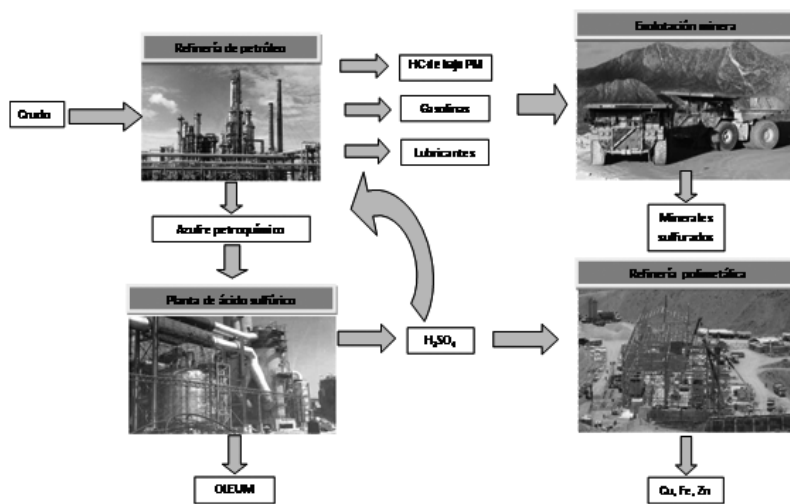 Refinería de petróleo
Explotación minera
HC de bajo PM
Crudo
Gasolinas
Lubricantes
Azufre petroquímico
Minerales
sulfurados
Planta de ácido sulfúrico
Refinería polimetálica
H₂SO₄
OLEUM
Cu, Fe, Zn